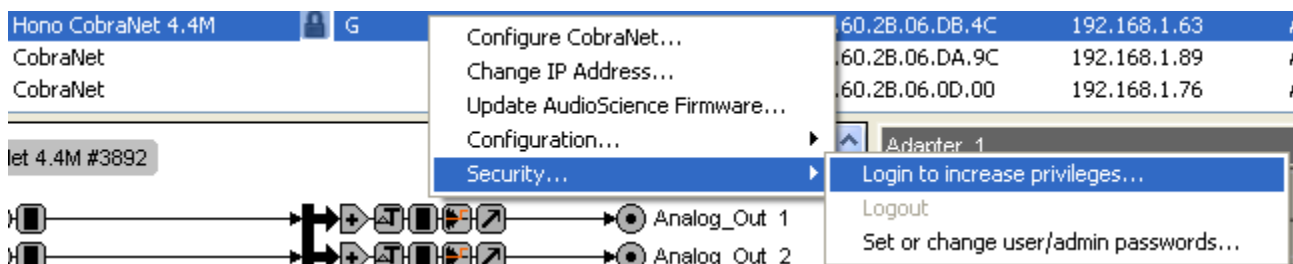 Hono CobraNet 4.4M G .60.2B.06.DB.4C 192.168.1.63
CobraNet .60.2B.06.DA.9C 192.168.1.89
CobraNet .60.2B.06.0D.00 192.168.1.76
Configure CobraNet...
Change IP Address...
Update AudioScience Firmware...
Configuration...
Security...
Adapter 1
let 4.4M #3892
Login to increase privileges...
Logout
Set or change user/admin passwords...
Analog_Out 1
Analog_Out 2